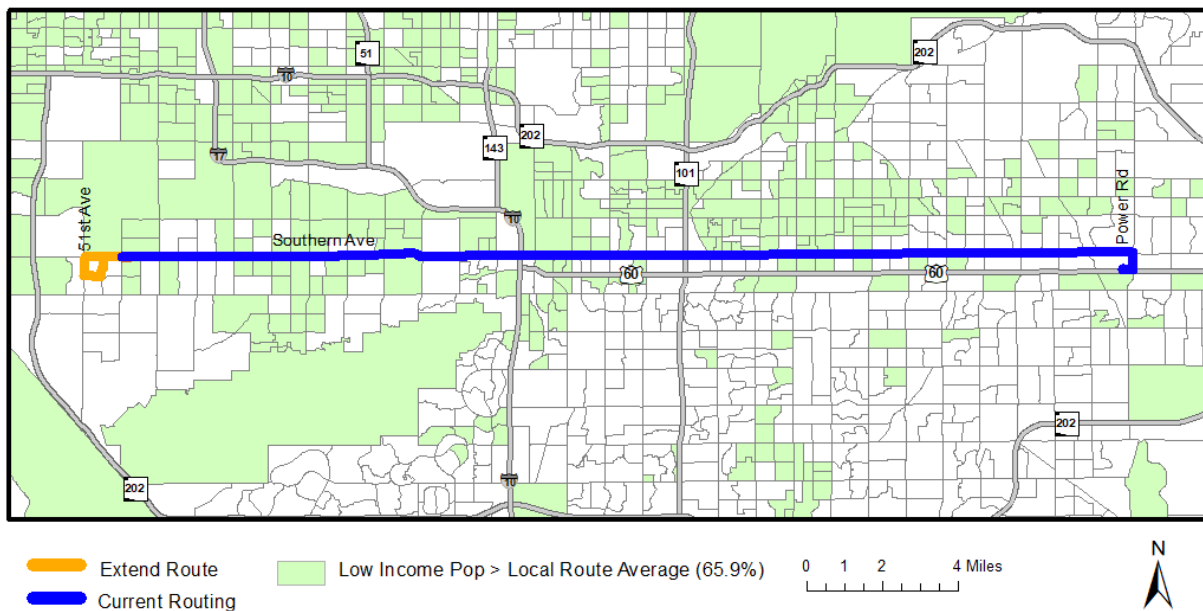 51
202
10
202
143
17
101
10
51st Ave
Power Rd
Southern Ave
60
60
202
10
202
Extend Route
Current Routing
Low Income Pop > Local Route Average (65.9%)
0 1 2 4 Miles
N